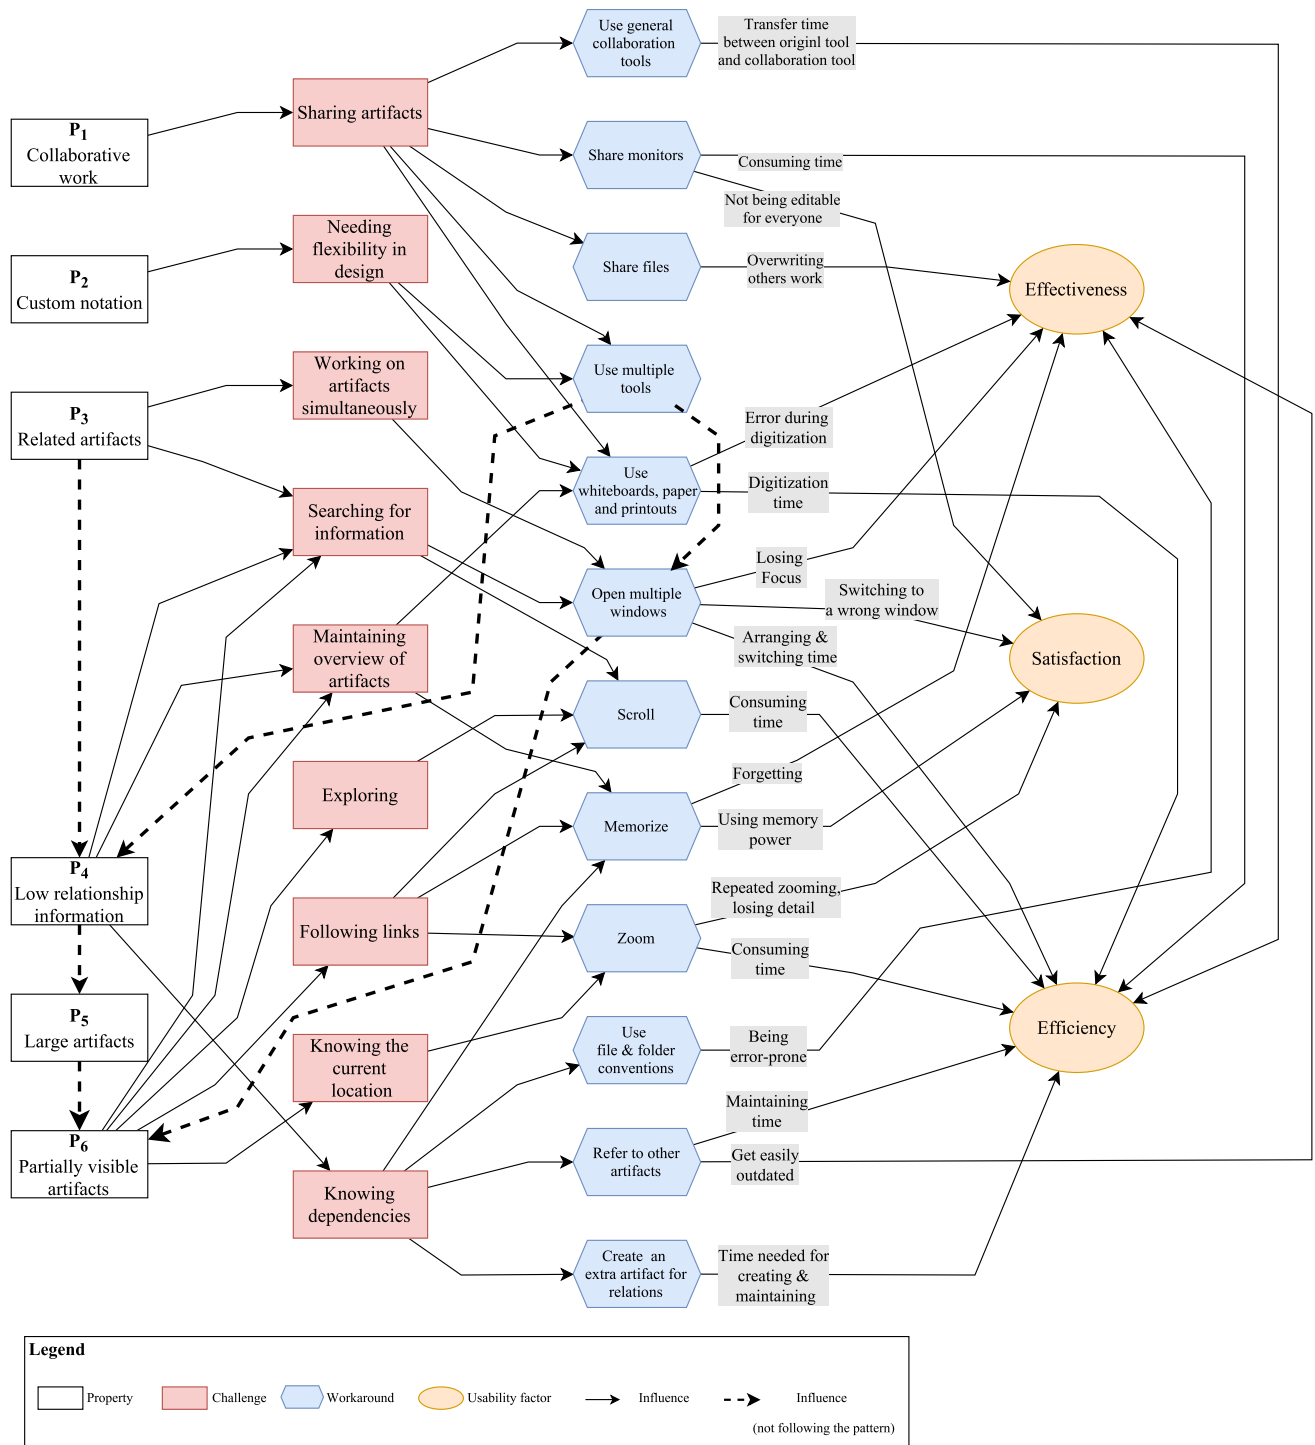 P1
Collaborative
work
P2
Custom notation
P3
Related artifacts
P4
Low relationship
information
P5
Large artifacts
P6
Partially visible
artifacts
Sharing artifacts
Needing
flexibility in
design
Working on
artifacts
simultaneously
Searching for
information
Maintaining
overview of
artifacts
Exploring
Following links
Knowing the
current
location
Knowing
dependencies
Use general
collaboration
tools
Share monitors
Share files
Use multiple
tools
Use
whiteboards, paper
and printouts
Open multiple
windows
Scroll
Memorize
Zoom
Use
file & folder
conventions
Refer to other
artifacts
Create an
extra artifact for
relations
Transfer time
between originl tool
and collaboration tool
Consuming time
Not being editable
for everyone
Overwriting
others work
Error during
digitization
Digitization
time
Losing
Focus
Switching to
a wrong window
Arranging &
switching time
Consuming
time
Forgetting
Using memory
power
Repeated zooming,
losing detail
Consuming
time
Being
error-prone
Maintaining
time
Get easily
outdated
Time needed for
creating &
maintaining
Effectiveness
Satisfaction
Efficiency
Legend
Property
Challenge
Workaround
Usability factor
Influence
Influence
(not following the pattern)